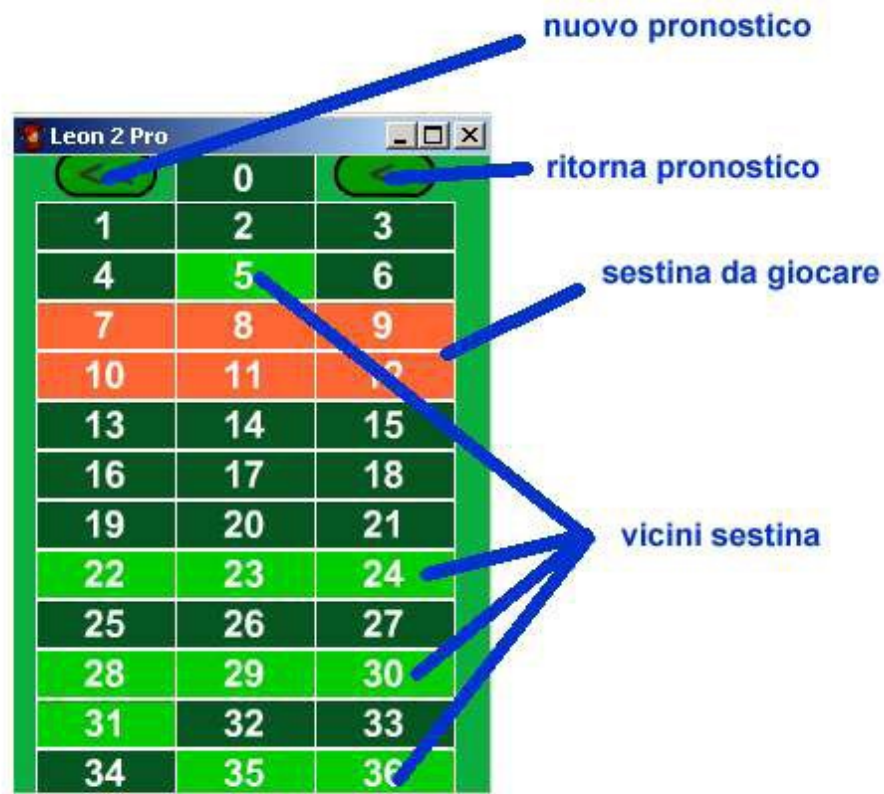 nuovo pronostico
Leon 2 Pro
<< 0 <
ritorna pronostico
1 2 3
4 5 6
sestina da giocare
7 8 9
10 11 12
13 14 15
16 17 18
19 20 21
vicini sestina
22 23 24
25 26 27
28 29 30
31 32 33
34 35 36